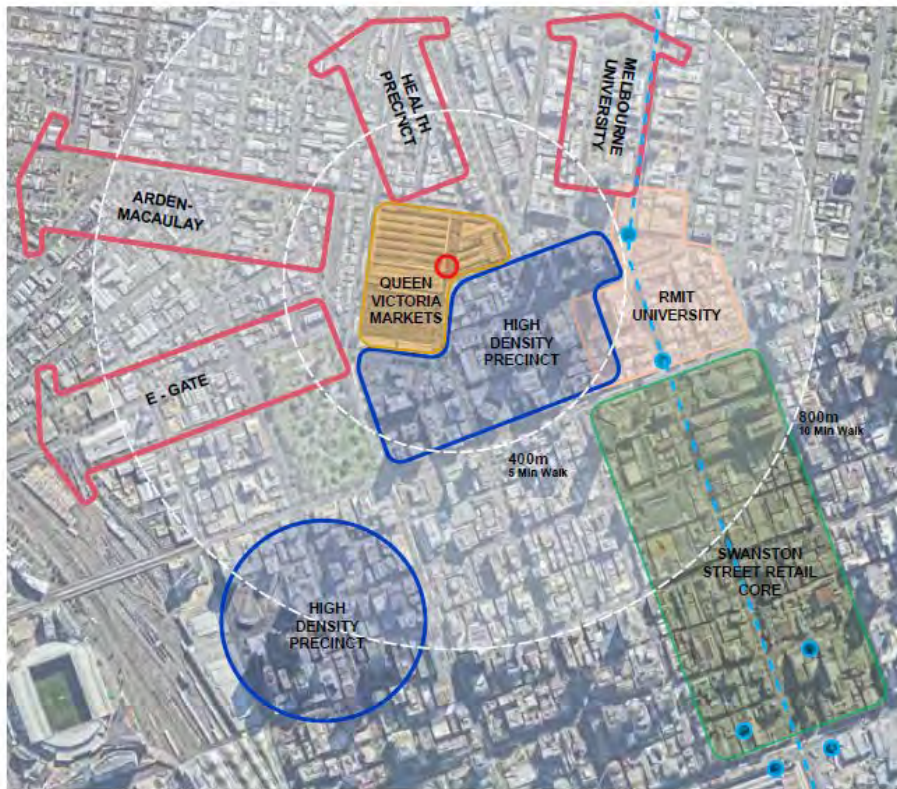 HEALTH
PRECINCT
MELBOURNE
UNIVERSITY
ARDEN-
MACAULAY
QUEEN
VICTORIA
MARKETS
RMIT
UNIVERSITY
HIGH
DENSITY
PRECINCT
E - GATE
800m
10 Min Walk
400m
5 Min Walk
SWANSTON
STREET RETAIL
CORE
HIGH
DENSITY
PRECINCT